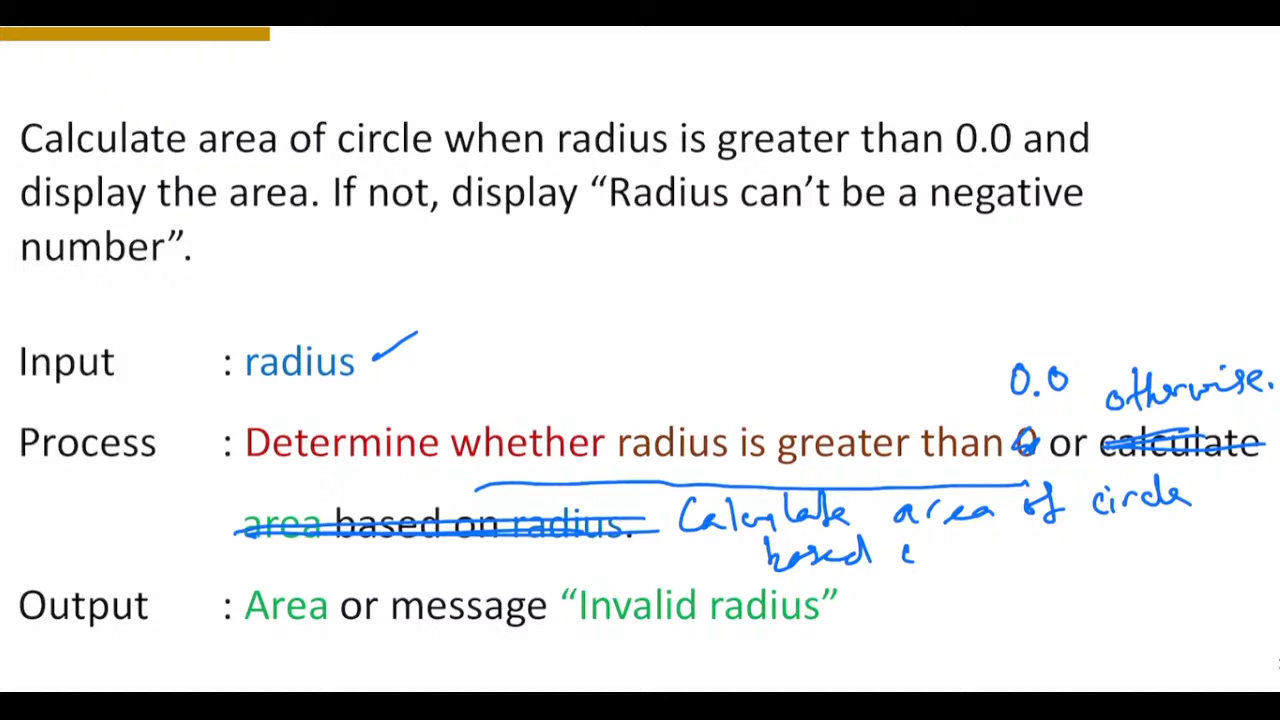 Calculate area of circle when radius is greater than 0.0 and
display the area. If not, display “Radius can’t be a negative
number”.
Input : radius
0.0 otherwise.
Process : Determine whether radius is greater than 0 or calculate
area based on radius. Calculate area of circle
based
Output : Area or message “Invalid radius”